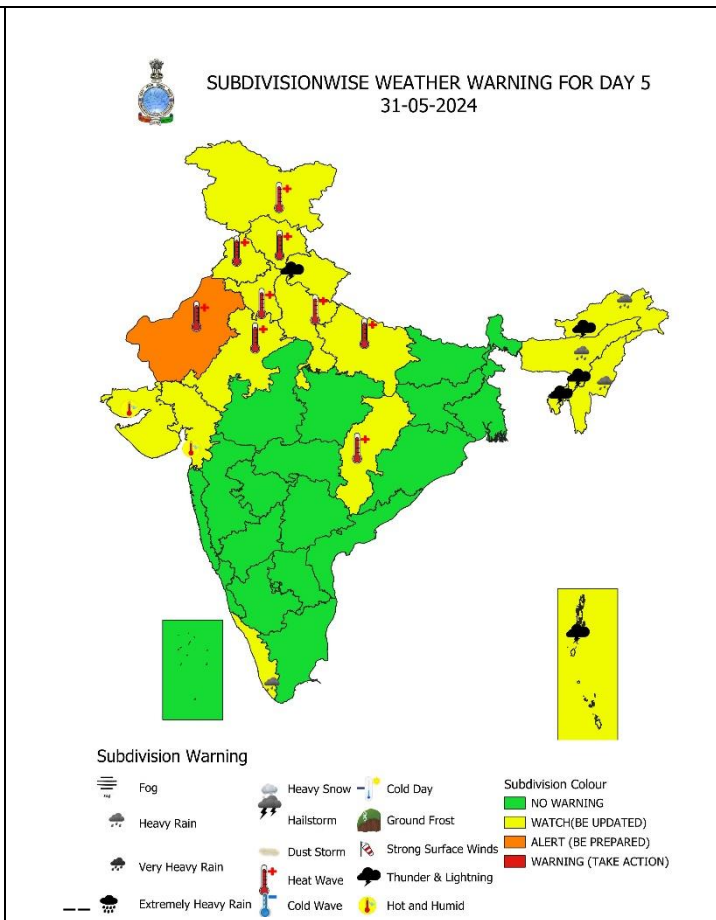 SUBDIVISIONWISE WEATHER WARNING FOR DAY 5
31-05-2024
Subdivision Warning
Fog
Heavy Rain
Very Heavy Rain
Extremely Heavy Rain
Heavy Snow
Hailstorm
Dust Storm
Heat Wave
Cold Wave
Cold Day
Ground Frost
Strong Surface Winds
Thunder & Lightning
Hot and Humid
Subdivision Colour
NO WARNING
WATCH(BE UPDATED)
ALERT (BE PREPARED)
WARNING (TAKE ACTION)